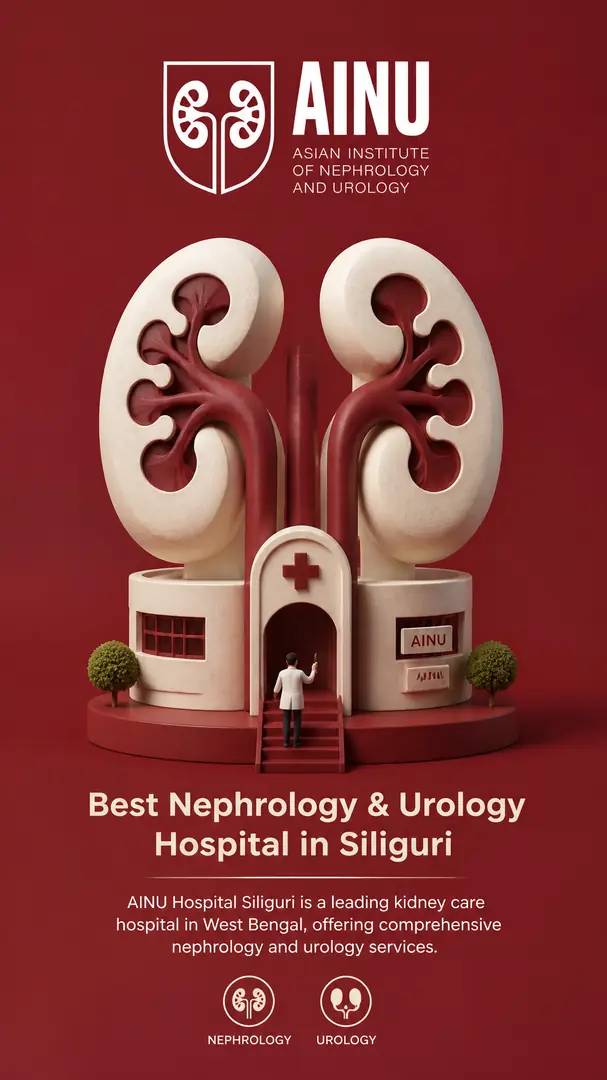 AINU
ASIAN INSTITUTE
OF NEPHROLOGY
AND UROLOGY
AINU
Best Nephrology & Urology
Hospital in Siliguri
AINU Hospital Siliguri is a leading kidney care
hospital in West Bengal, offering comprehensive
nephrology and urology services.
NEPHROLOGY UROLOGY